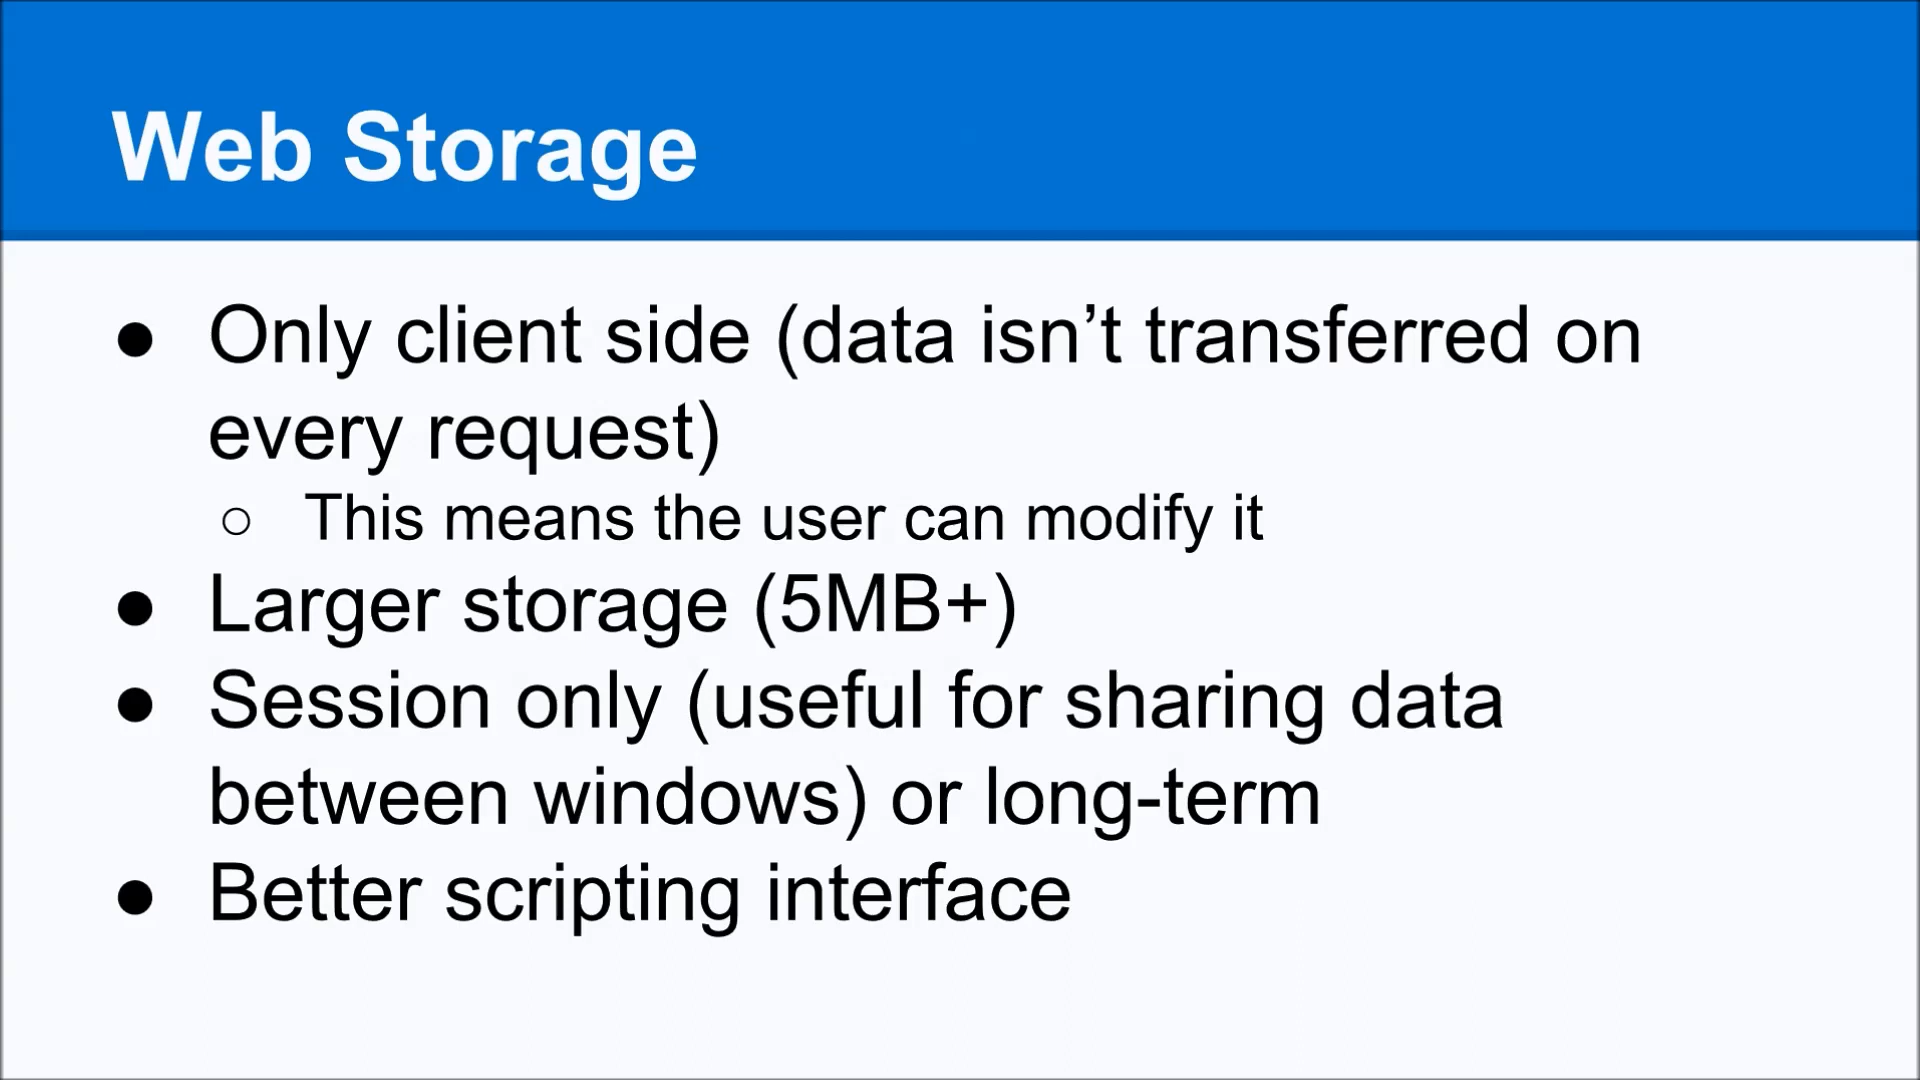 Web Storage
● Only client side (data isn’t transferred on
every request)
○ This means the user can modify it
● Larger storage (5MB+)
● Session only (useful for sharing data
between windows) or long-term
● Better scripting interface